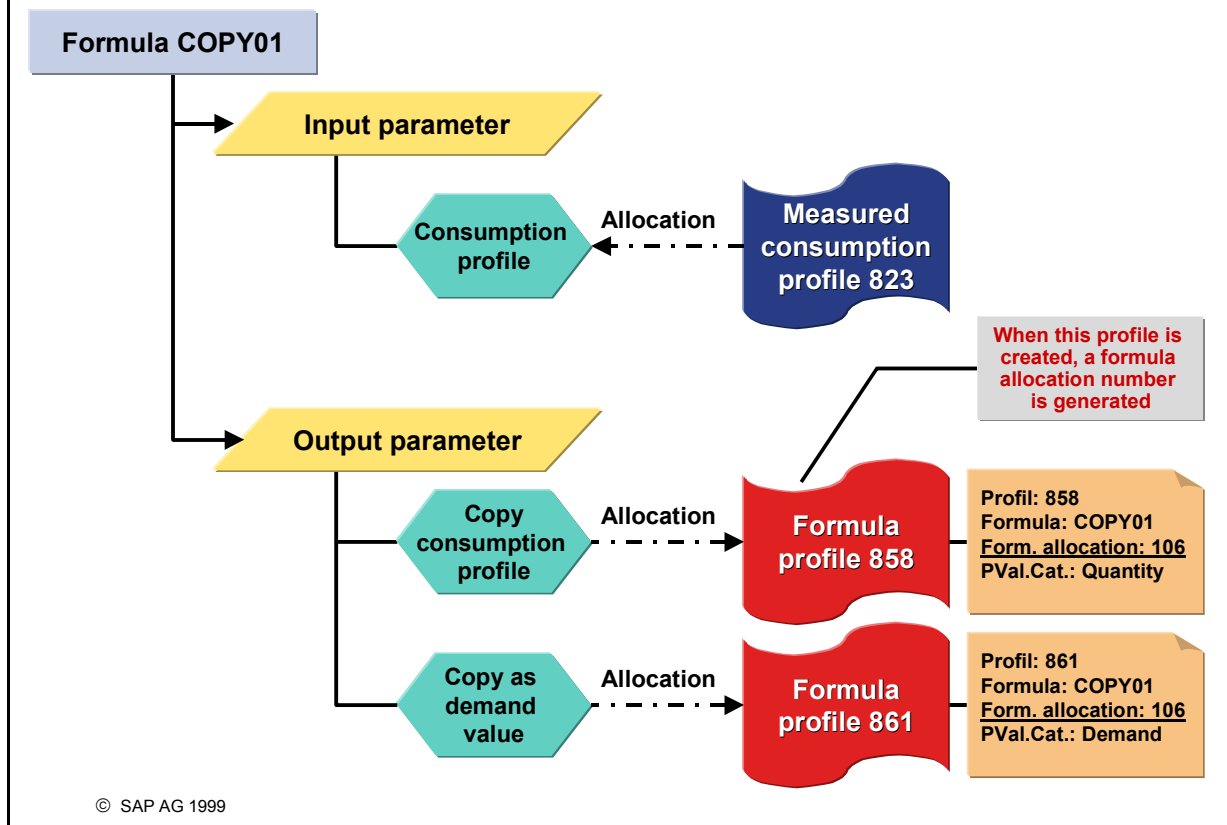 Formula COPY01
Input parameter
Consumption
profile
Allocation
Measured
consumption
profile 823
When this profile is
created, a formula
allocation number
is generated
Output parameter
Copy
consumption
profile
Allocation
Formula
profile 858
Profil: 858
Formula: COPY01
Form. allocation: 106
PVal.Cat.: Quantity
Copy as
demand
value
Allocation
Formula
profile 861
Profil: 861
Formula: COPY01
Form. allocation: 106
PVal.Cat.: Demand
© SAP AG 1999